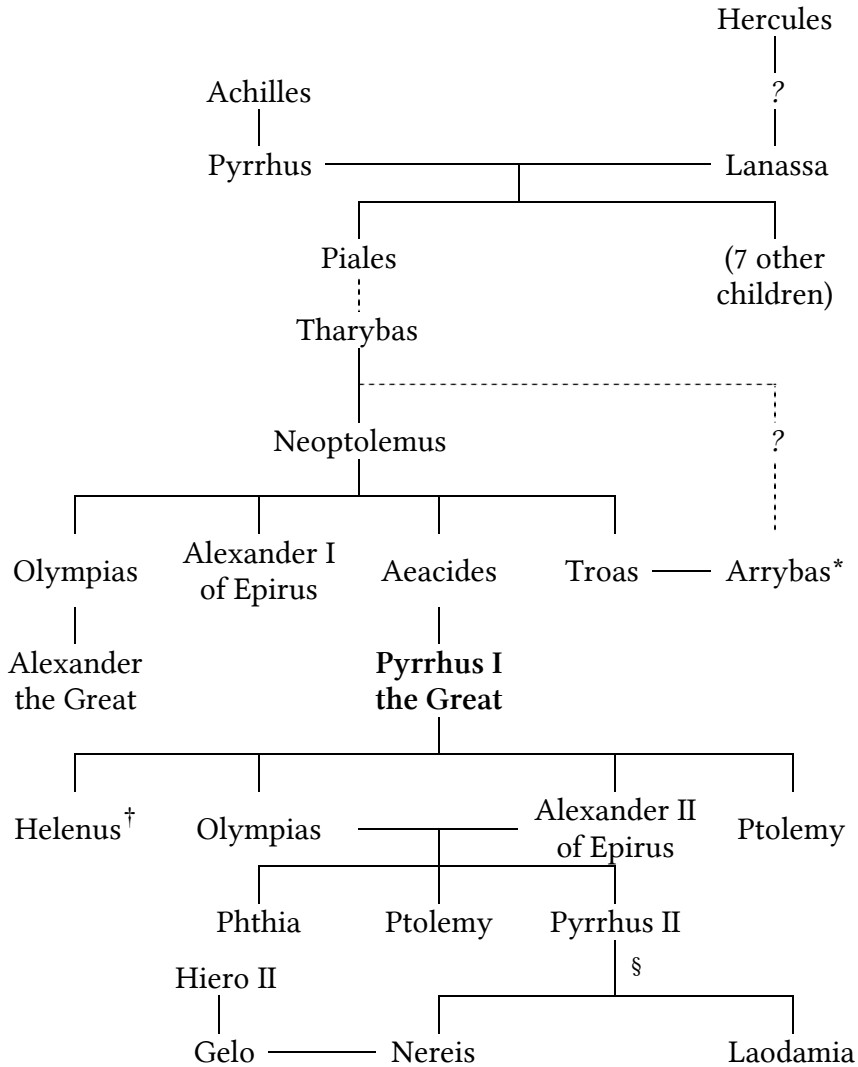 Hercules
Achilles
?
Pyrrhus
Lanassa
Piales
(7 other
children)
Tharybas
Neoptolemus
?
Olympias
Alexander I
of Epirus
Aeacides
Troas
Arrybas*
Alexander
the Great
Pyrrhus I
the Great
Helenus†
Olympias
Alexander II
of Epirus
Ptolemy
Phthia
Ptolemy
Pyrrhus II
§
Hiero II
Gelo
Nereis
Laodamia